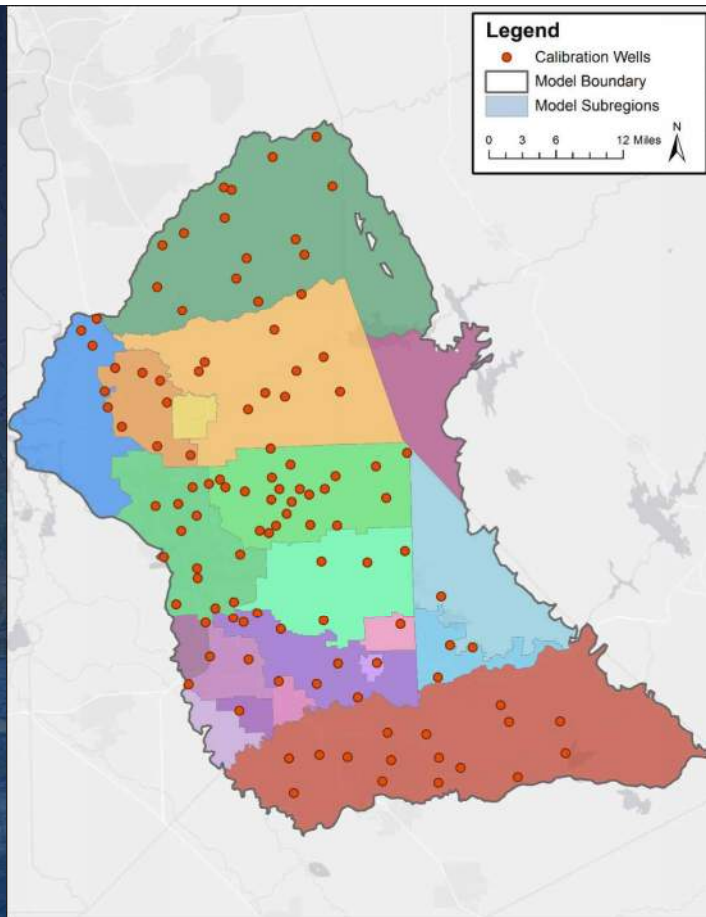 Legend
Calibration Wells
Model Boundary
Model Subregions
0 3 6 12 Miles
N